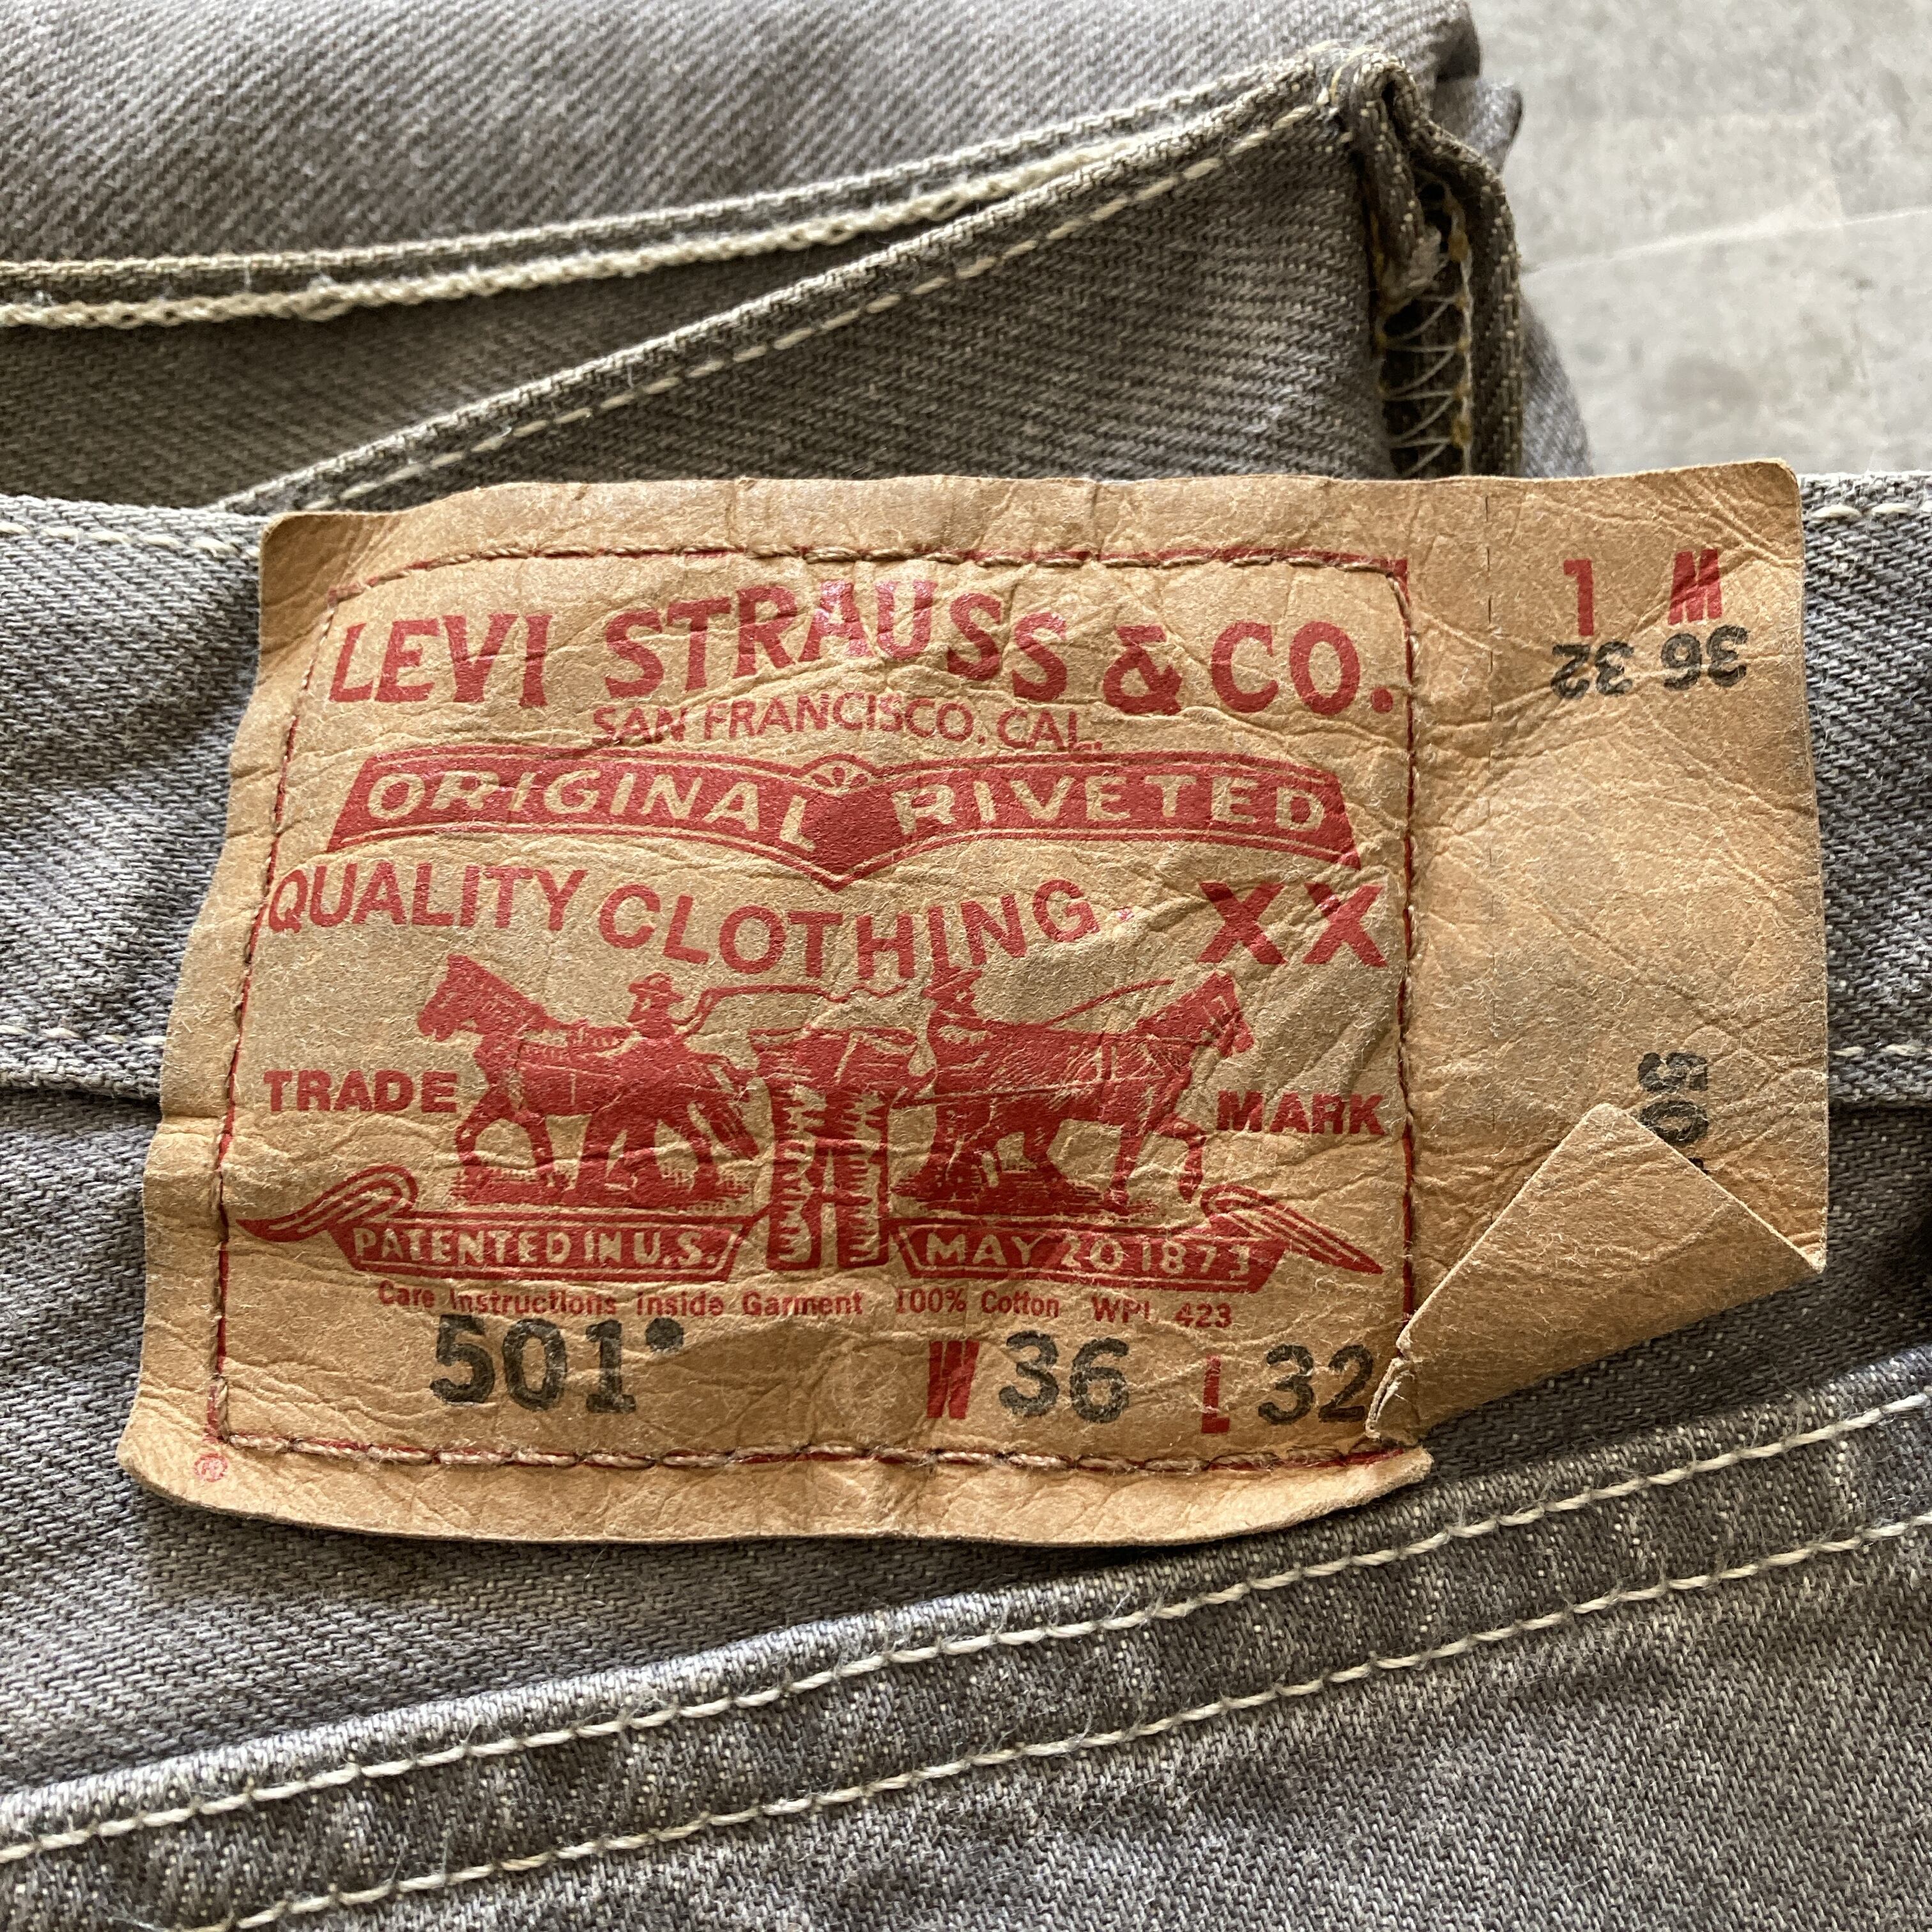 LEVI STRAUSS & CO.
SAN FRANCISCO, CAL.
ORIGINAL RIVETED
QUALITY CLOTHING. XX
TRADE MARK
PATENTED IN U.S. MAY 20 1873
Care Instructions Inside Garment 100% Cotton WPL 423
501® W 36 L 32
®
W L
36 32